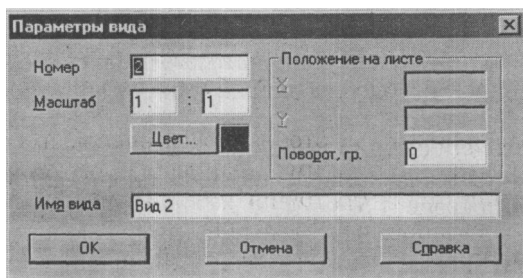 Параметры вида
Номер 2
Масштаб 1 : 1
Цвет...
Положение на листе
X
Y
Поворот, гр. 0
Имя вида Вид 2
OK Отмена Справка